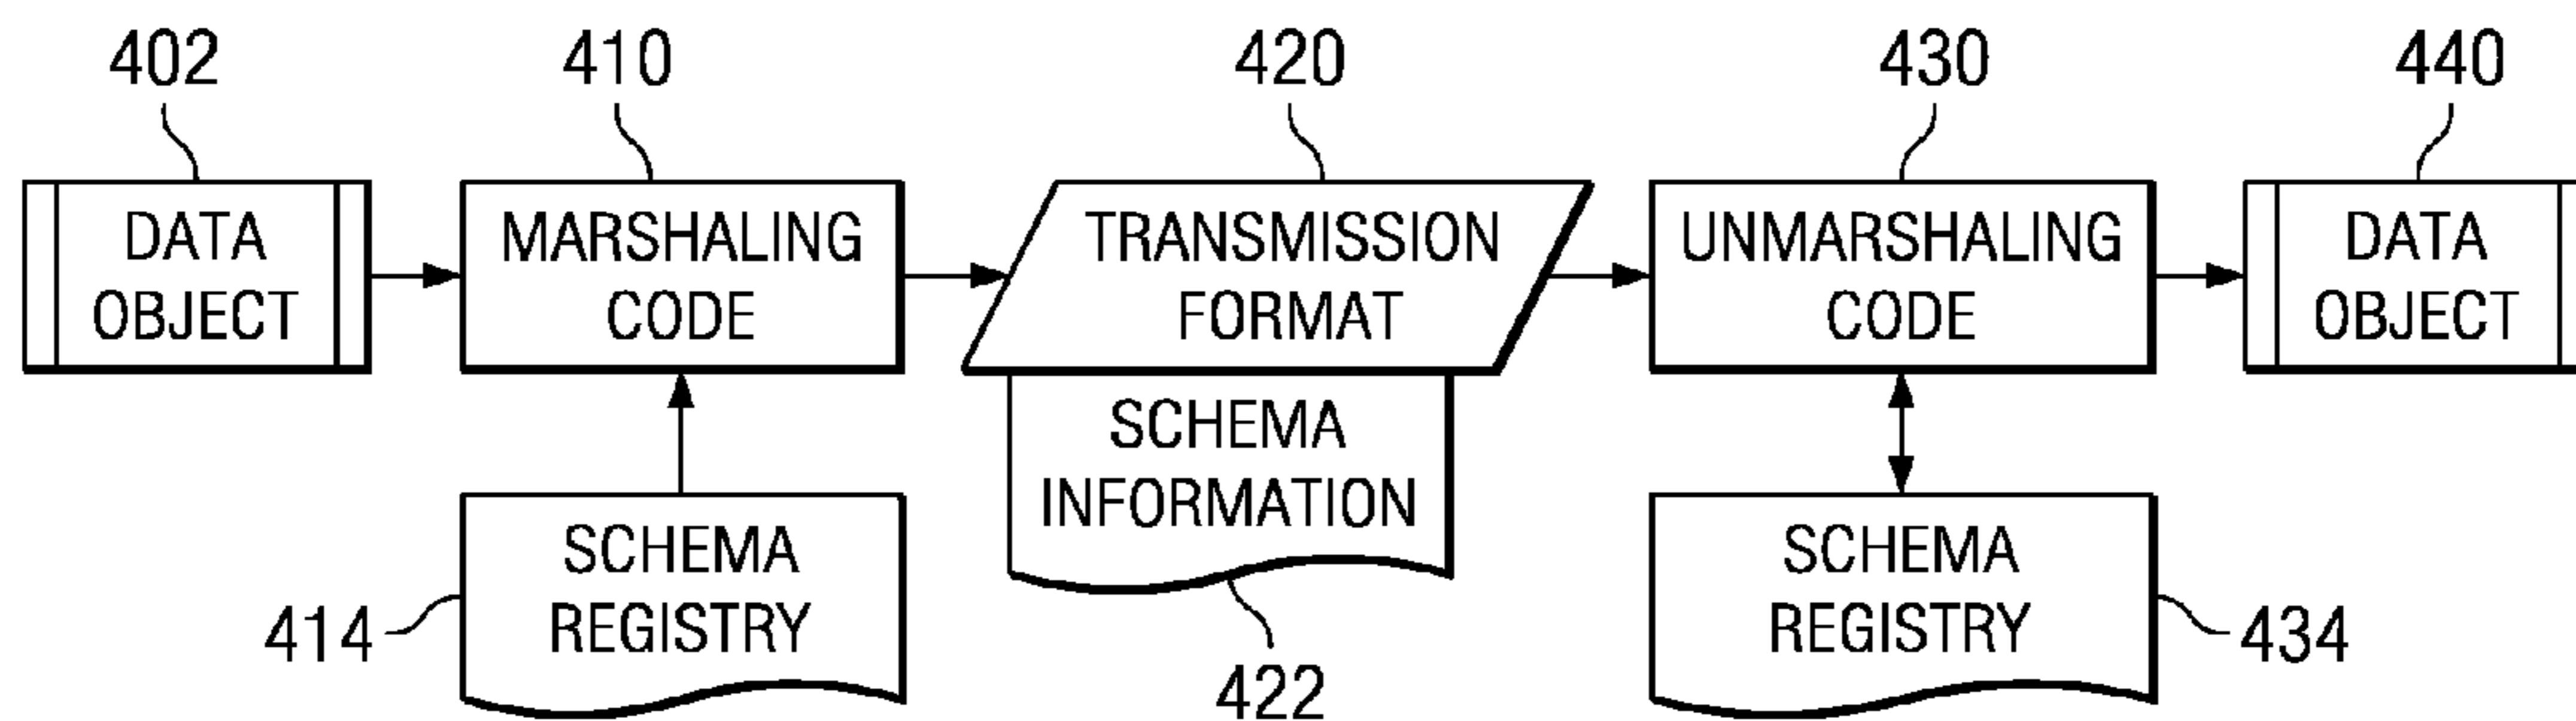 402
410
420
430
440
DATA
OBJECT
MARSHALING
CODE
TRANSMISSION
FORMAT
UNMARSHALING
CODE
DATA
OBJECT
SCHEMA
INFORMATION
SCHEMA
REGISTRY
SCHEMA
REGISTRY
414
422
434